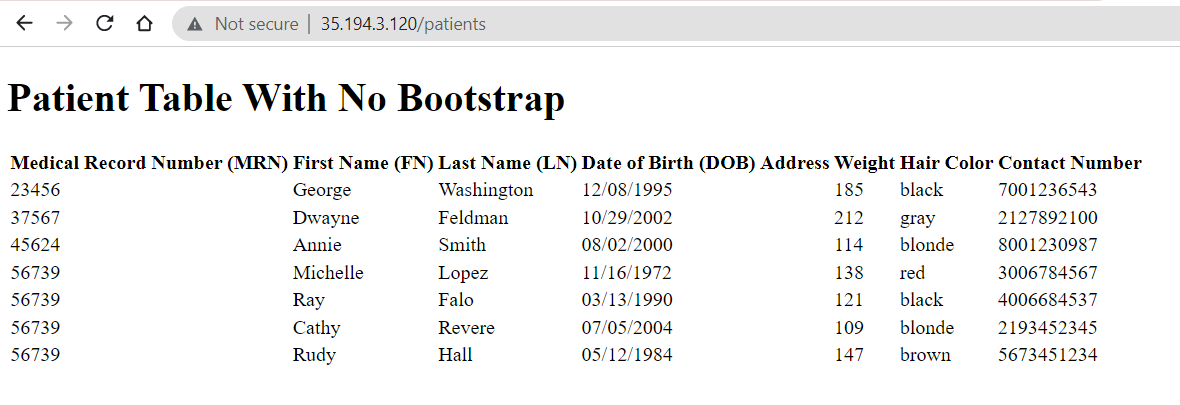 Not secure | 35.194.3.120/patients
Patient Table With No Bootstrap
Medical Record Number (MRN) First Name (FN) Last Name (LN) Date of Birth (DOB) Address Weight Hair Color Contact Number
23456 George Washington 12/08/1995 185 black 7001236543
37567 Dwayne Feldman 10/29/2002 212 gray 2127892100
45624 Annie Smith 08/02/2000 114 blonde 8001230987
56739 Michelle Lopez 11/16/1972 138 red 3006784567
56739 Ray Falo 03/13/1990 121 black 4006684537
56739 Cathy Revere 07/05/2004 109 blonde 2193452345
56739 Rudy Hall 05/12/1984 147 brown 5673451234